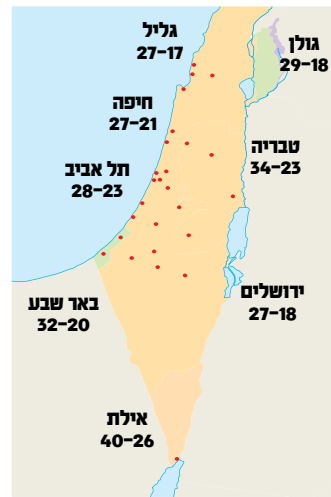 גליל
27-17
גולן
29-18
חיפה
27-21
טבריה
34-23
תל אביב
28-23
ירושלים
27-18
באר שבע
32-20
אילת
40-26